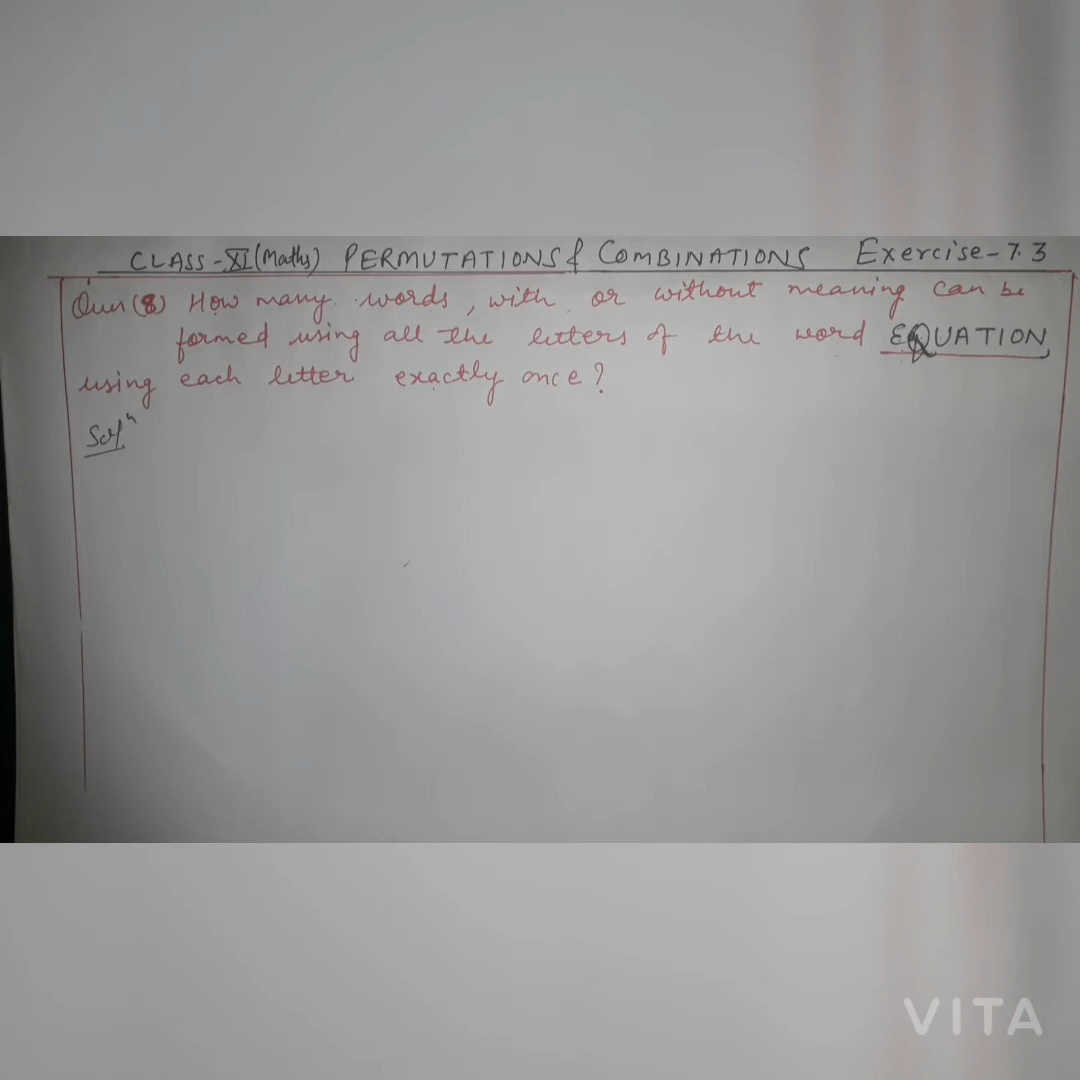 CLASS-XI (Maths) PERMUTATIONS & COMBINATIONS Exercise-7.3
Ques (8) How many words, with or without meaning can be
formed using all the letters of the word EQUATION,
using each letter exactly once?
Solⁿ
VITA